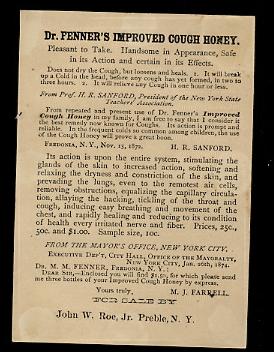 Dr. FENNER'S IMPROVED COUGH HONEY.
Pleasant to Take. Handsome in Appearance, Safe
in its Action and certain in its Effects.
Does not dry the Cough, but loosens and heals. 1. It will break
up a Cold in the head, before any cough has yet formed, in two to
three hours. 2. It will relieve any Cough in one hour or less.
From Prof. H. R. SANFORD, President of the New York State
Teachers' Association.
From repeated and present use of Dr. Fenner's Improved
Cough Honey in my family, I am free to say that I consider it
the best remedy now known for Coughs. Its action is prompt and
reliable. In the frequent colds so common among children, the use
of the Cough Honey will prove a great boon.
FREDONIA, N. Y., Nov. 15, 1872. H. R. SANFORD.
Its action is upon the entire system, stimulating the
glands of the skin to increased action, softening and
relaxing the dryness and constriction of the skin, and
pervading the lungs, even to the remotest air cells,
removing obstructions, equalizing the capillary circula-
tion, allaying the hacking, tickling of the throat and
cough, inducing easy breathing and movement of the
chest, and rapidly healing and reducing to its condition
of health every irritated nerve and fiber. Prices, 25c.,
50c. and $1.00. Sample size, 10c.
FROM THE MAYOR'S OFFICE, NEW YORK CITY,
EXECUTIVE DEP'T, CITY HALL, OFFICE OF THE MAYORALTY,
NEW YORK CITY, Jan. 26th, 1874.
DR. M. M. FENNER, FREDONIA, N. Y.:
DEAR SIR,—Enclosed you will find $1.50, for which please send
me three bottles of your Improved Cough Honey by express.
Yours truly, M. J. FARRELL.
FOR SALE BY
John W. Roe, Jr. Preble, N. Y.